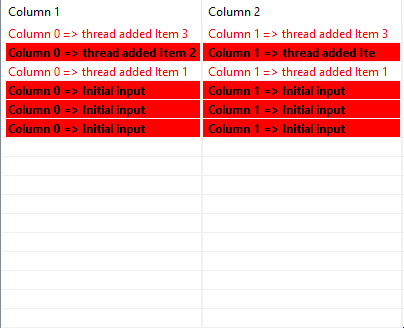 Column 1 Column 2
Column 0 => thread added Item 3 Column 1 => thread added Item 3
Column 0 => thread added Item 2 Column 1 => thread added Ite
Column 0 => thread added Item 1 Column 1 => thread added Item 1
Column 0 => Initial input Column 1 => Initial input
Column 0 => Initial input Column 1 => Initial input
Column 0 => Initial input Column 1 => Initial input